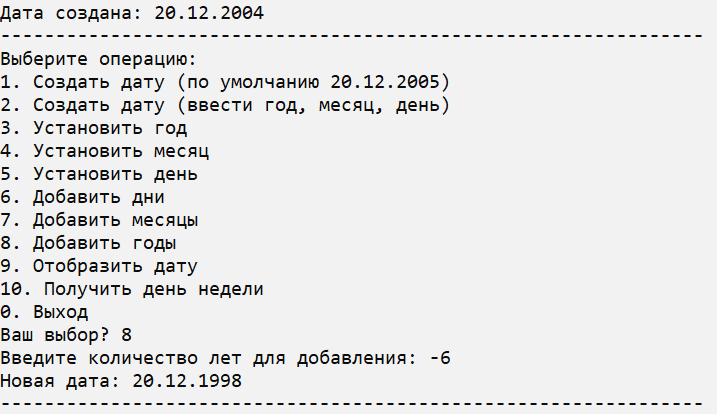 Дата создана: 20.12.2004
----------------------------------------------------------------
Выберите операцию:
1. Создать дату (по умолчанию 20.12.2005)
2. Создать дату (ввести год, месяц, день)
3. Установить год
4. Установить месяц
5. Установить день
6. Добавить дни
7. Добавить месяцы
8. Добавить годы
9. Отобразить дату
10. Получить день недели
0. Выход
Ваш выбор? 8
Введите количество лет для добавления: -6
Новая дата: 20.12.1998
----------------------------------------------------------------